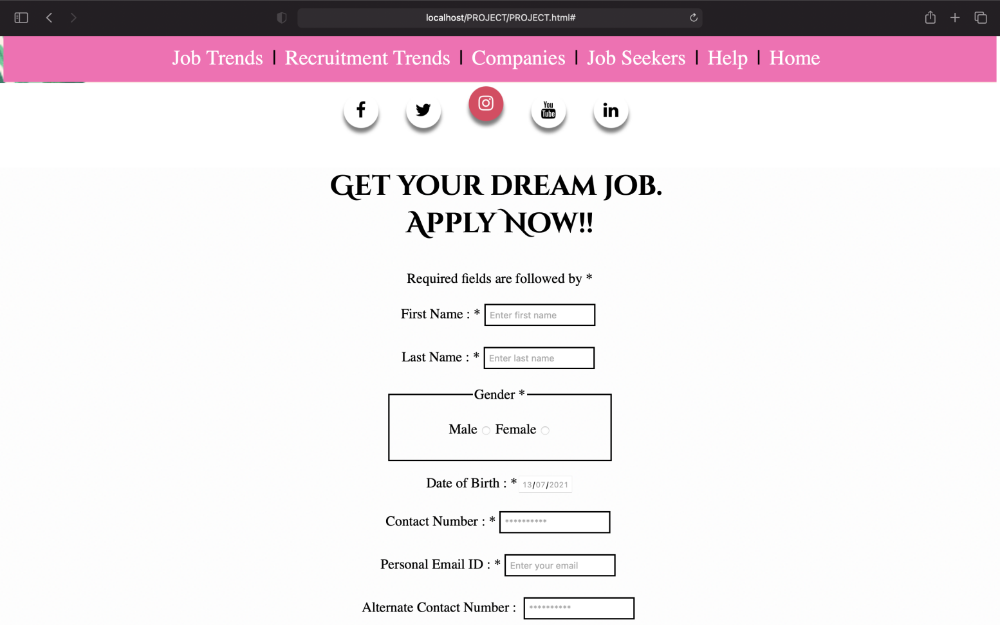 localhost/PROJECT/PROJECT.html#
Job Trends | Recruitment Trends | Companies | Job Seekers | Help | Home
f You Tube in
GET YOUR DREAM JOB.
APPLY NOW!!
Required fields are followed by *
First Name : * Enter first name
Last Name : * Enter last name
Gender *
Male Female
Date of Birth : * 13/07/2021
Contact Number : * **********
Personal Email ID : * Enter your email
Alternate Contact Number : **********